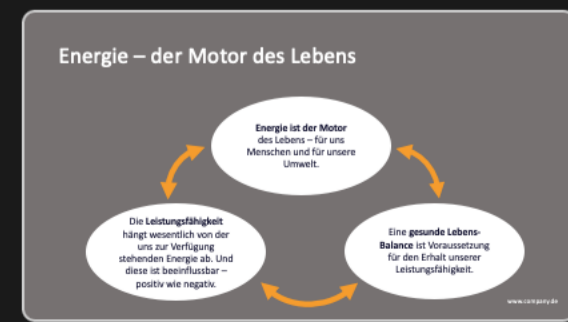 Energie – der Motor des Lebens
Energie ist der Motor
des Lebens – für uns
Menschen und für unsere
Umwelt.
Die Leistungsfähigkeit
hängt wesentlich von der
uns zur Verfügung
stehenden Energie ab. Und
diese ist beeinflussbar –
positiv wie negativ.
Eine gesunde Lebens-
Balance ist Voraussetzung
für den Erhalt unserer
Leistungsfähigkeit.
www.company.de